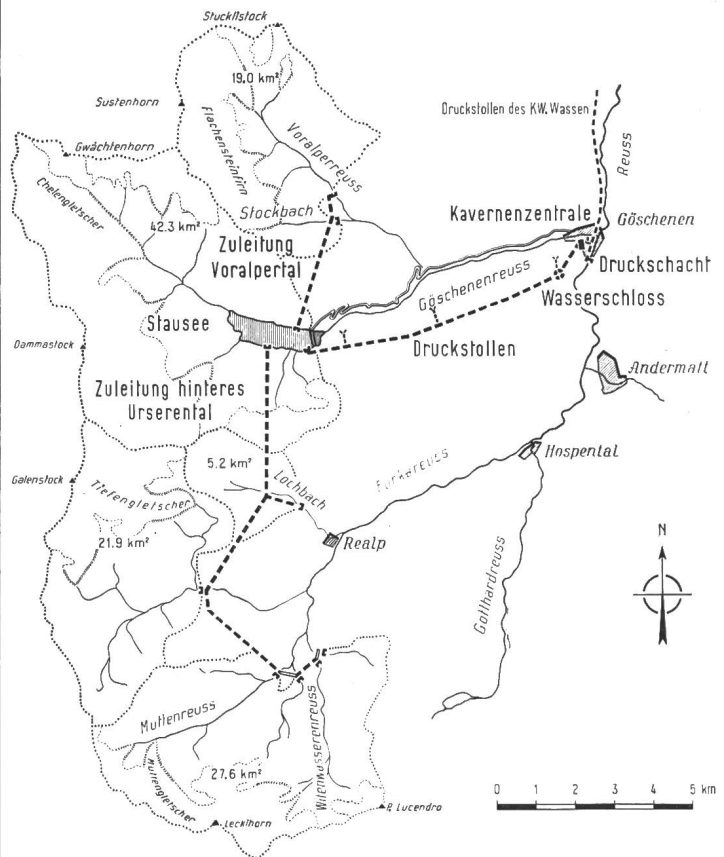 Stucklistock
19.0 km²
Druckstollen des KW. Wassen
Sustenhorn
Flachensteinfirn
Voralperreuss
Reuss
Gwächtenhorn
Chelengletscher
Stockbach
Kavernenzentrale
Göschenen
42.3 km²
Zuleitung
Voralpertal
Druckschacht
Göschenenreuss
Wasserschloss
Stausee
Druckstollen
Dammastock
Andermatt
Zuleitung hinteres
Urserental
Hospental
5.2 km²
Lochbach
Furkareuss
Galenstock
Tiefengletscher
21.9 km²
Realp
N
Gotthardreuss
Muttenreuss
Witenwasserenreuss
Muttengletscher
27.6 km²
Leckihorn
P. Lucendro
0 1 2 3 4 5 km